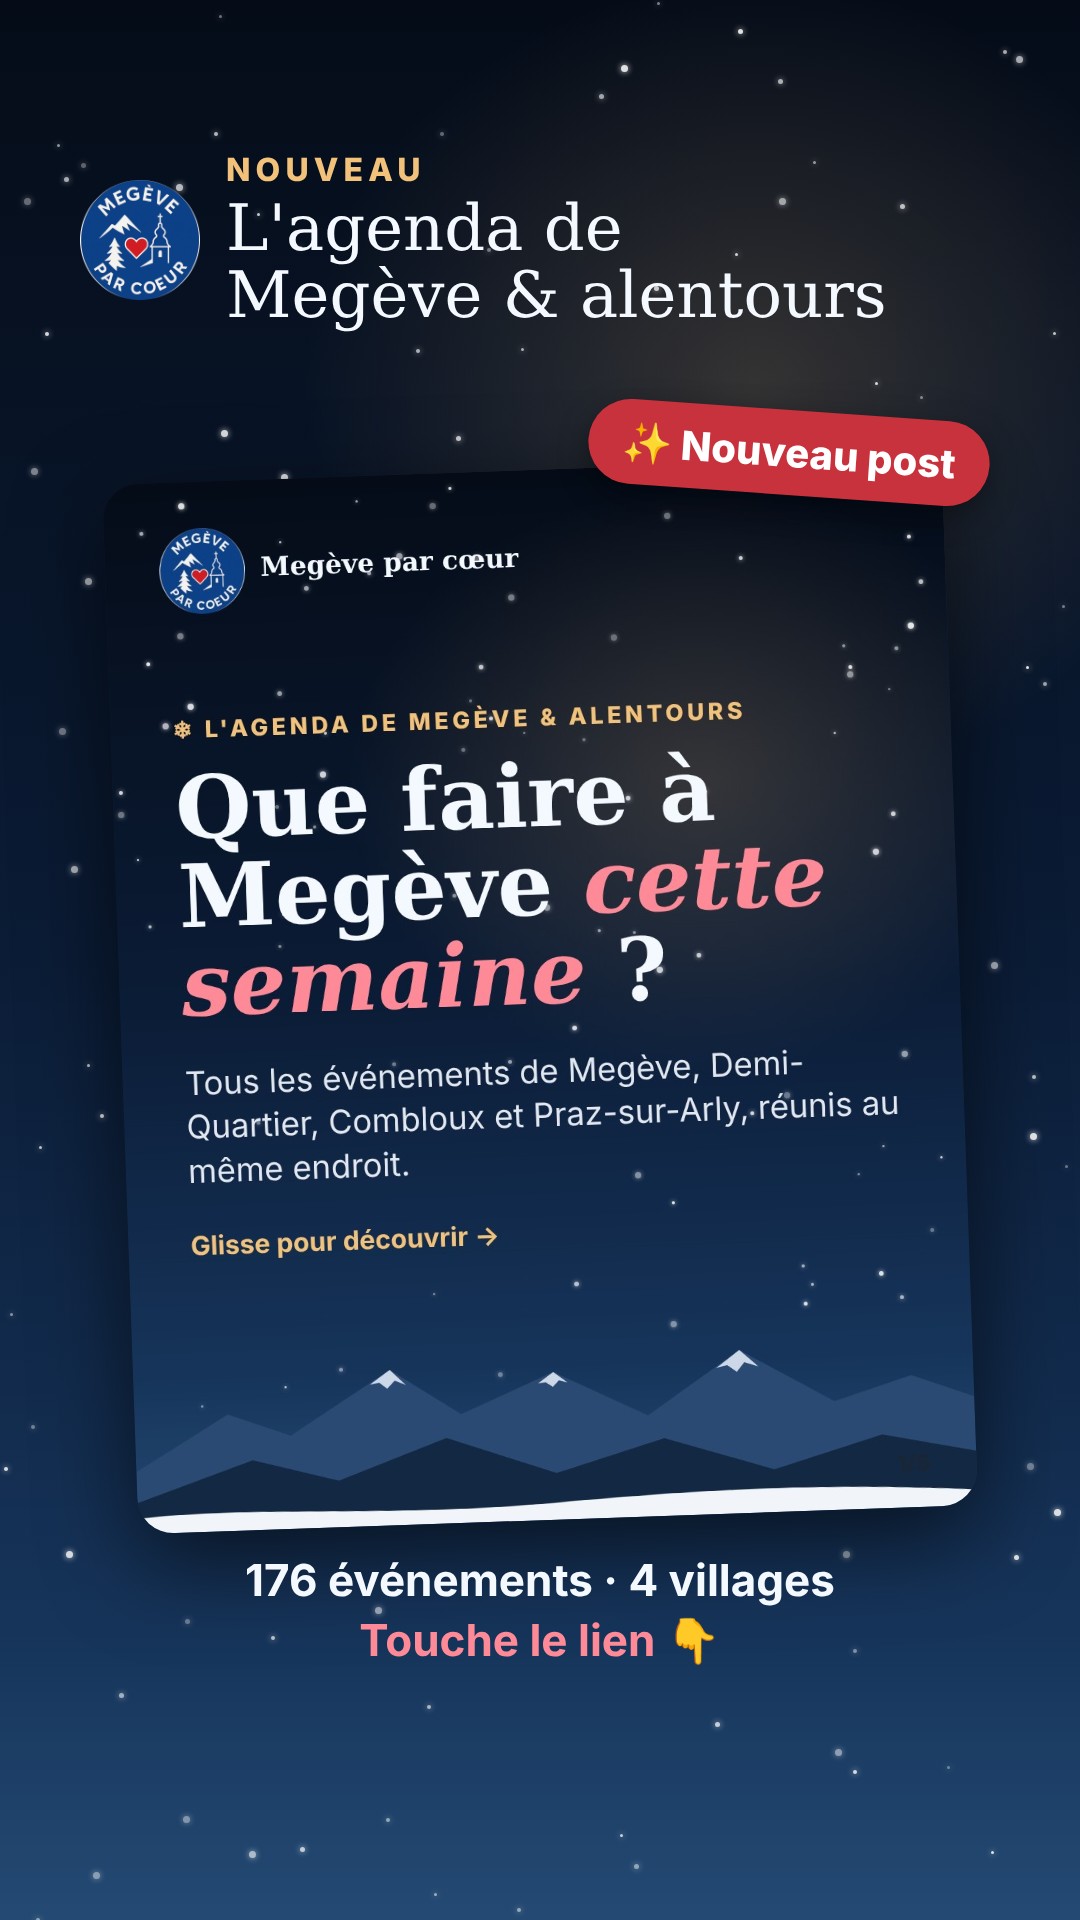 MEGÈVE
PAR COEUR
NOUVEAU
L'agenda de
Megève & alentours
✨ Nouveau post
MEGÈVE
PAR COEUR
Megève par cœur
❄ L'AGENDA DE MEGÈVE & ALENTOURS
Que faire à
Megève cette
semaine ?
Tous les événements de Megève, Demi-
Quartier, Combloux et Praz-sur-Arly, réunis au
même endroit.
Glisse pour découvrir →
176 événements · 4 villages
Touche le lien 👇